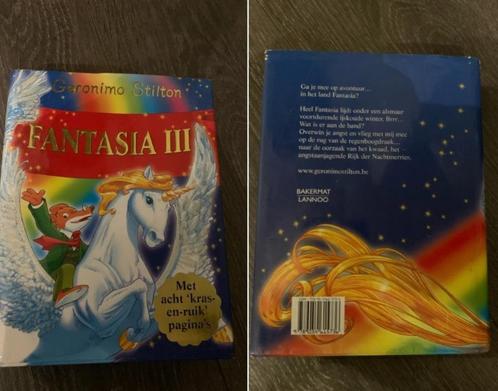 Geronimo Stilton
FANTASIA III
Met
acht 'kras-
en-ruik'
pagina's
Ga je mee op avontuur...
in het land Fantasia?
Heel Fantasia lijdt onder een alsmaar
voortdurende ijskoude winter. Brrr...
Wat is er aan de hand?
Overwin je angst en vlieg met mij mee
op de rug van de regenboogdraak...
naar de oorzaak van het kwaad, het
angstaanjagende Rijk der Nachtmerries.
www.geronimostilton.be
BAKERMAT
LANNOO